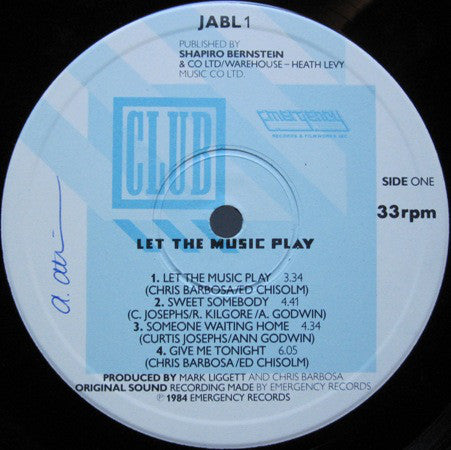 JABL 1
PUBLISHED BY
SHAPIRO BERNSTEIN
& CO LTD/WAREHOUSE – HEATH LEVY
MUSIC CO LTD.
CLUB
Emergency
RECORDS & FILMWORKS INC
SIDE ONE
33rpm
LET THE MUSIC PLAY
1. LET THE MUSIC PLAY 3.34
(CHRIS BARBOSA/ED CHISOLM)
2. SWEET SOMEBODY 4.41
(C. JOSEPHS/R. KILGORE/A. GODWIN)
3. SOMEONE WAITING HOME 4.34
(CURTIS JOSEPHS/ANN GODWIN)
4. GIVE ME TONIGHT 6.05
(CHRIS BARBOSA/ED CHISOLM)
PRODUCED BY MARK LIGGETT AND CHRIS BARBOSA
ORIGINAL SOUND RECORDING MADE BY EMERGENCY RECORDS
℗ 1984 EMERGENCY RECORDS